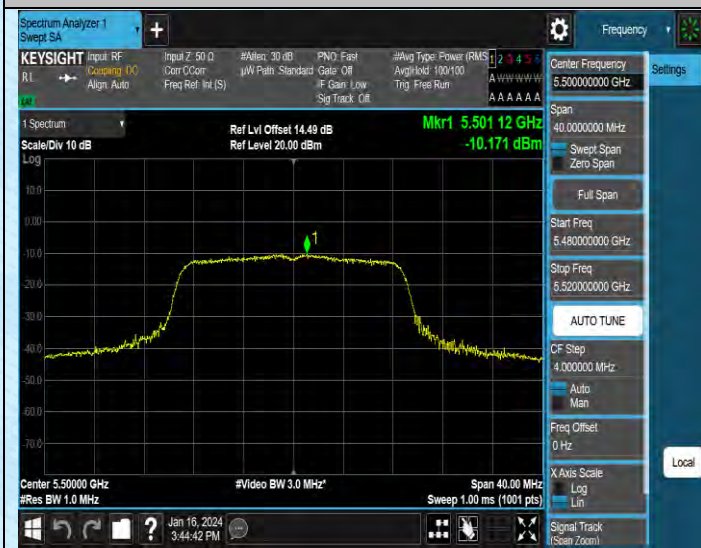 Spectrum Analyzer 1
Swept SA
+
Frequency
KEYSIGHT
RL
Input: RF
Coupling: DC
Align: Auto
Input Z: 50 Ω
Corr CCorr
Freq Ref: Int (S)
#Atten: 30 dB
µW Path: Standard
PNO: Fast
Gate: Off
IF Gain: Low
Sig Track: Off
#Avg Type: Power (RMS
Avg|Hold: 100/100
Trig: Free Run
1 2 3 4 5 6
A W W W W W
A A A A A A
1 Spectrum
Scale/Div 10 dB
Log
Ref Lvl Offset 14.49 dB
Ref Level 20.00 dBm
Mkr1 5.501 12 GHz
-10.171 dBm
10.0
0.00
-10.0
-20.0
-30.0
-40.0
-50.0
-60.0
-70.0
1
Center 5.50000 GHz
#Res BW 1.0 MHz
#Video BW 3.0 MHz*
Span 40.00 MHz
Sweep 1.00 ms (1001 pts)
Center Frequency
5.500000000 GHz
Span
40.0000000 MHz
Swept Span
Zero Span
Full Span
Start Freq
5.480000000 GHz
Stop Freq
5.520000000 GHz
AUTO TUNE
CF Step
4.000000 MHz
Auto
Man
Freq Offset
0 Hz
X Axis Scale
Log
Lin
Signal Track
(Span Zoom)
Settings
Local
?
Jan 16, 2024
3:44:42 PM